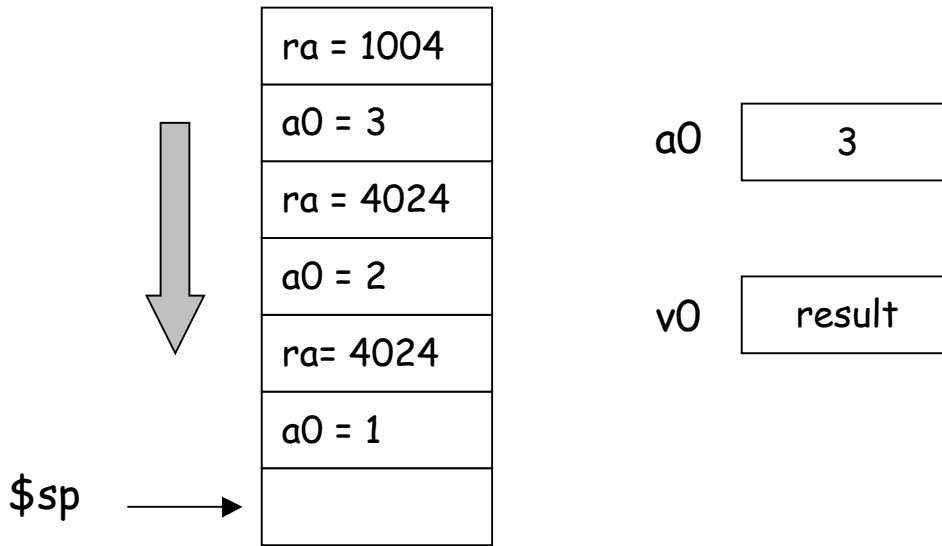 ra = 1004
a0 = 3
ra = 4024
a0 = 2
ra= 4024
a0 = 1
$sp
a0 3
v0 result